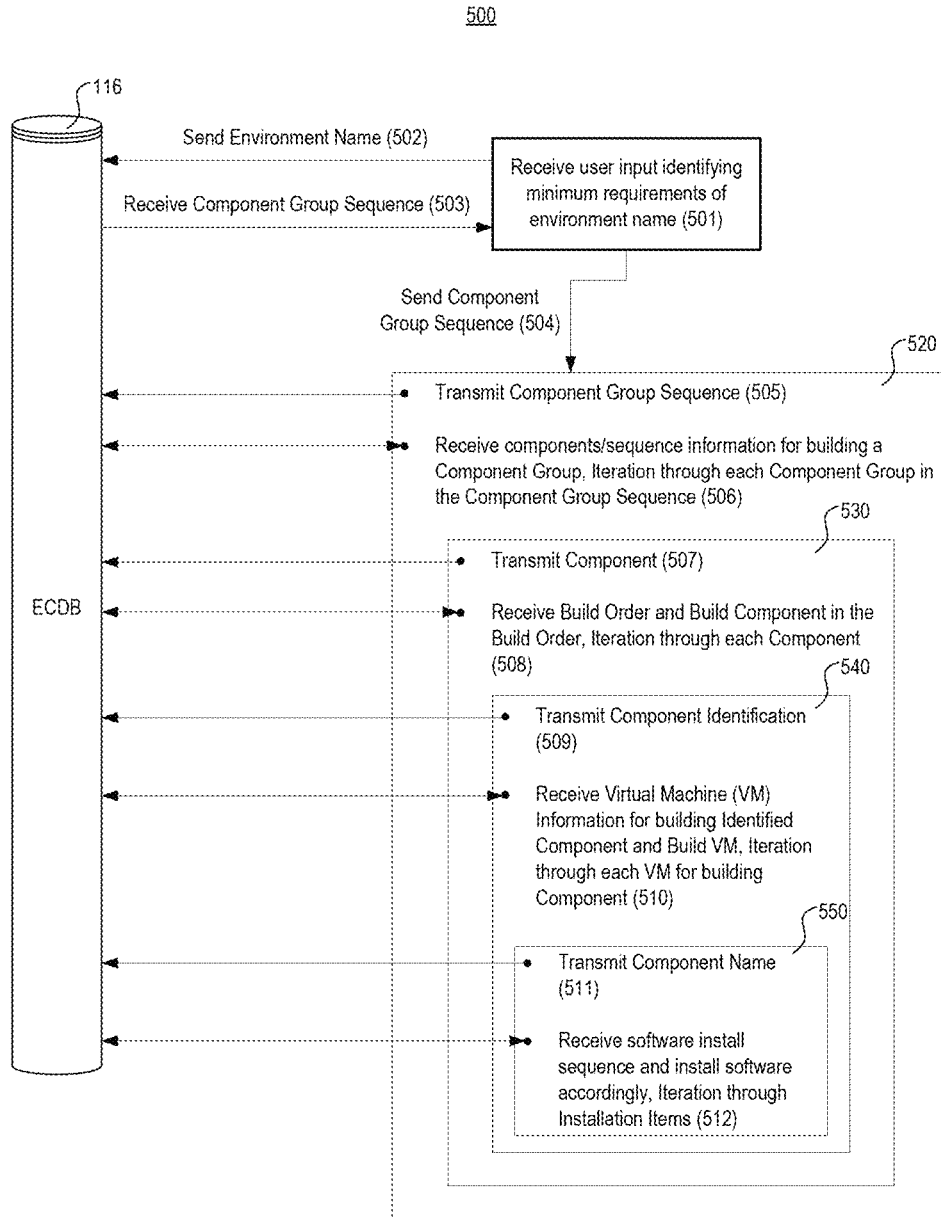 500
116
Send Environment Name (502)
Receive user input identifying
minimum requirements of
environment name (501)
Receive Component Group Sequence (503)
Send Component
Group Sequence (504)
520
Transmit Component Group Sequence (505)
Receive components/sequence information for building a
Component Group, Iteration through each Component Group in
the Component Group Sequence (506)
530
Transmit Component (507)
ECDB
Receive Build Order and Build Component in the
Build Order, Iteration through each Component
(508)
540
Transmit Component Identification
(509)
Receive Virtual Machine (VM)
Information for building Identified
Component and Build VM, Iteration
through each VM for building
Component (510)
550
Transmit Component Name
(511)
Receive software install
sequence and install software
accordingly, Iteration through
Installation Items (512)